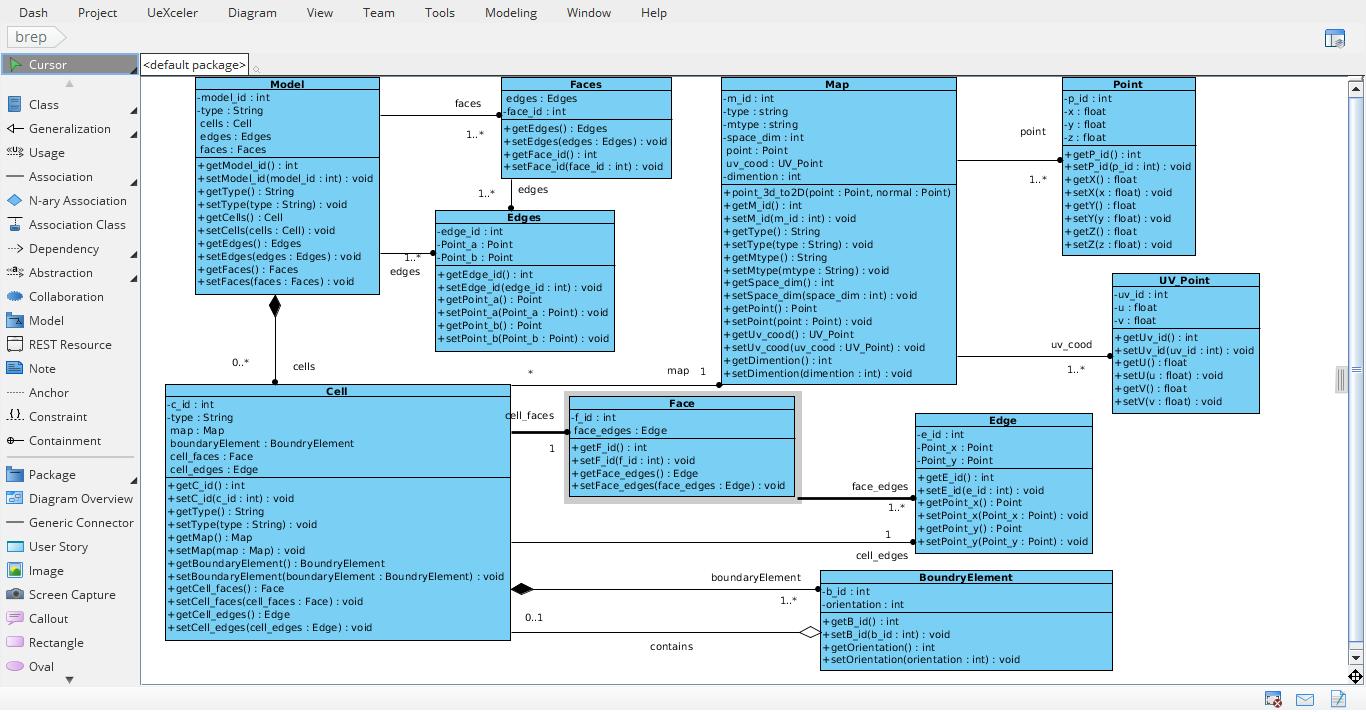 Dash Project UeXceler Diagram View Team Tools Modeling Window Help
brep
Cursor
Class
Generalization
Usage
Association
N-ary Association
Association Class
Dependency
Abstraction
Collaboration
Model
REST Resource
Note
Anchor
Constraint
Containment
Package
Diagram Overview
Generic Connector
User Story
Image
Screen Capture
Callout
Rectangle
Oval
<default package>
Model
-model_id : int
-type : String
cells : Cell
edges : Edges
faces : Faces
+getModel_id() : int
+setModel_id(model_id : int) : void
+getType() : String
+setType(type : String) : void
+getCells() : Cell
+setCells(cells : Cell) : void
+getEdges() : Edges
+setEdges(edges : Edges) : void
+getFaces() : Faces
+setFaces(faces : Faces) : void
faces
1..*
Faces
edges : Edges
-face_id : int
+getEdges() : Edges
+setEdges(edges : Edges) : void
+getFace_id() : int
+setFace_id(face_id : int) : void
1..*
edges
Edges
-edge_id : int
-Point_a : Point
-Point_b : Point
+getEdge_id() : int
+setEdge_id(edge_id : int) : void
+getPoint_a() : Point
+setPoint_a(Point_a : Point) : void
+getPoint_b() : Point
+setPoint_b(Point_b : Point) : void
1..*
edges
Map
-m_id : int
-type : string
-mtype : string
-space_dim : int
point : Point
uv_cood : UV_Point
-dimention : int
+point_3d_to2D(point : Point, normal : Point)
+getM_id() : int
+setM_id(m_id : int) : void
+getType() : String
+setType(type : String) : void
+getMtype() : String
+setMtype(mtype : String) : void
+getSpace_dim() : int
+setSpace_dim(space_dim : int) : void
+getPoint() : Point
+setPoint(point : Point) : void
+getUv_cood() : UV_Point
+setUv_cood(uv_cood : UV_Point) : void
+getDimention() : int
+setDimention(dimention : int) : void
point
1..*
Point
-p_id : int
-x : float
-y : float
-z : float
+getP_id() : int
+setP_id(p_id : int) : void
+getX() : float
+setX(x : float) : void
+getY() : float
+setY(y : float) : void
+getZ() : float
+setZ(z : float) : void
uv_cood
1..*
UV_Point
-uv_id : int
-u : float
-v : float
+getUv_id() : int
+setUv_id(uv_id : int) : void
+getU() : float
+setU(u : float) : void
+getV() : float
+setV(v : float) : void
0..*
cells
* map 1
Cell
-c_id : int
-type : String
map : Map
boundaryElement : BoundryElement
cell_faces : Face
cell_edges : Edge
+getC_id() : int
+setC_id(c_id : int) : void
+getType() : String
+setType(type : String) : void
+getMap() : Map
+setMap(map : Map) : void
+getBoundaryElement() : BoundryElement
+setBoundaryElement(boundaryElement : BoundryElement) : void
+getCell_faces() : Face
+setCell_faces(cell_faces : Face) : void
+getCell_edges() : Edge
+setCell_edges(cell_edges : Edge) : void
cell_faces
1
Face
-f_id : int
face_edges : Edge
+getF_id() : int
+setF_id(f_id : int) : void
+getFace_edges() : Edge
+setFace_edges(face_edges : Edge) : void
face_edges
1..*
Edge
-e_id : int
-Point_x : Point
-Point_y : Point
+getE_id() : int
+setE_id(e_id : int) : void
+getPoint_x() : Point
+setPoint_x(Point_x : Point) : void
+getPoint_y() : Point
+setPoint_y(Point_y : Point) : void
1
cell_edges
boundaryElement
1..*
0..1
contains
BoundryElement
-b_id : int
-orientation : int
+getB_id() : int
+setB_id(b_id : int) : void
+getOrientation() : int
+setOrientation(orientation : int) : void